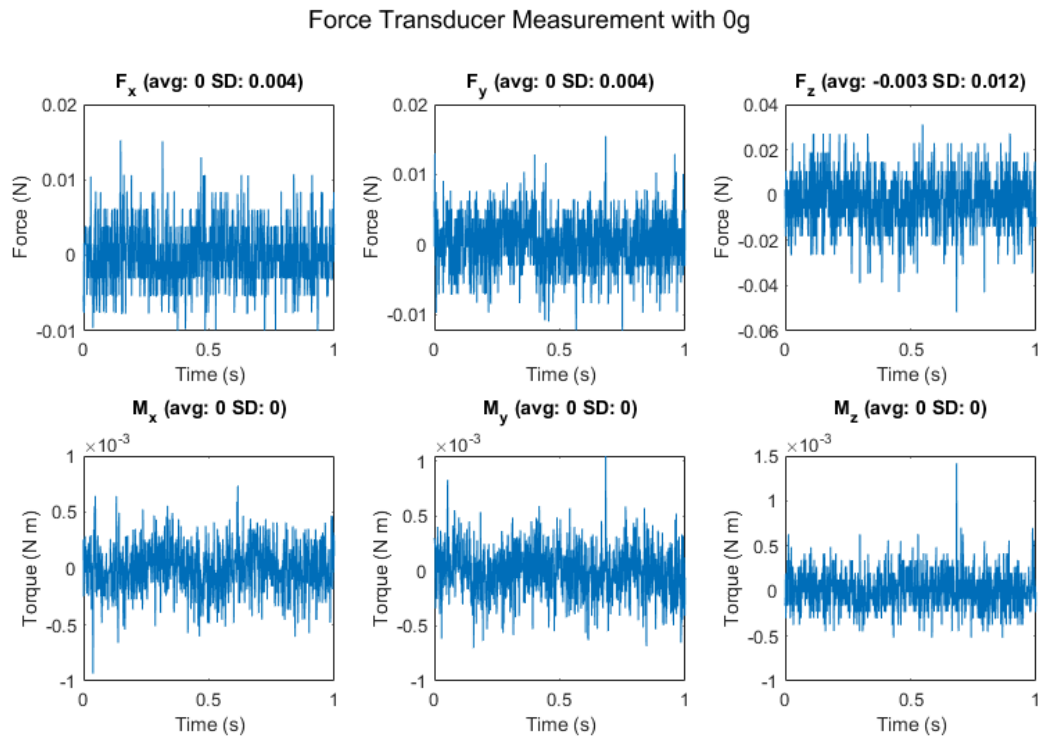 Force Transducer Measurement with 0g
F_x (avg: 0 SD: 0.004)
0.02
0.01
0
-0.01
Force (N)
0
0.5
1
Time (s)
F_y (avg: 0 SD: 0.004)
0.02
0.01
0
-0.01
Force (N)
0
0.5
1
Time (s)
F_z (avg: -0.003 SD: 0.012)
0.04
0.02
0
-0.02
-0.04
-0.06
Force (N)
0
0.5
1
Time (s)
M_x (avg: 0 SD: 0)
×10^-3
1
0.5
0
-0.5
-1
Torque (N m)
0
0.5
1
Time (s)
M_y (avg: 0 SD: 0)
×10^-3
1
0.5
0
-0.5
-1
Torque (N m)
0
0.5
1
Time (s)
M_z (avg: 0 SD: 0)
×10^-3
1.5
1
0.5
0
-0.5
-1
Torque (N m)
0
0.5
1
Time (s)